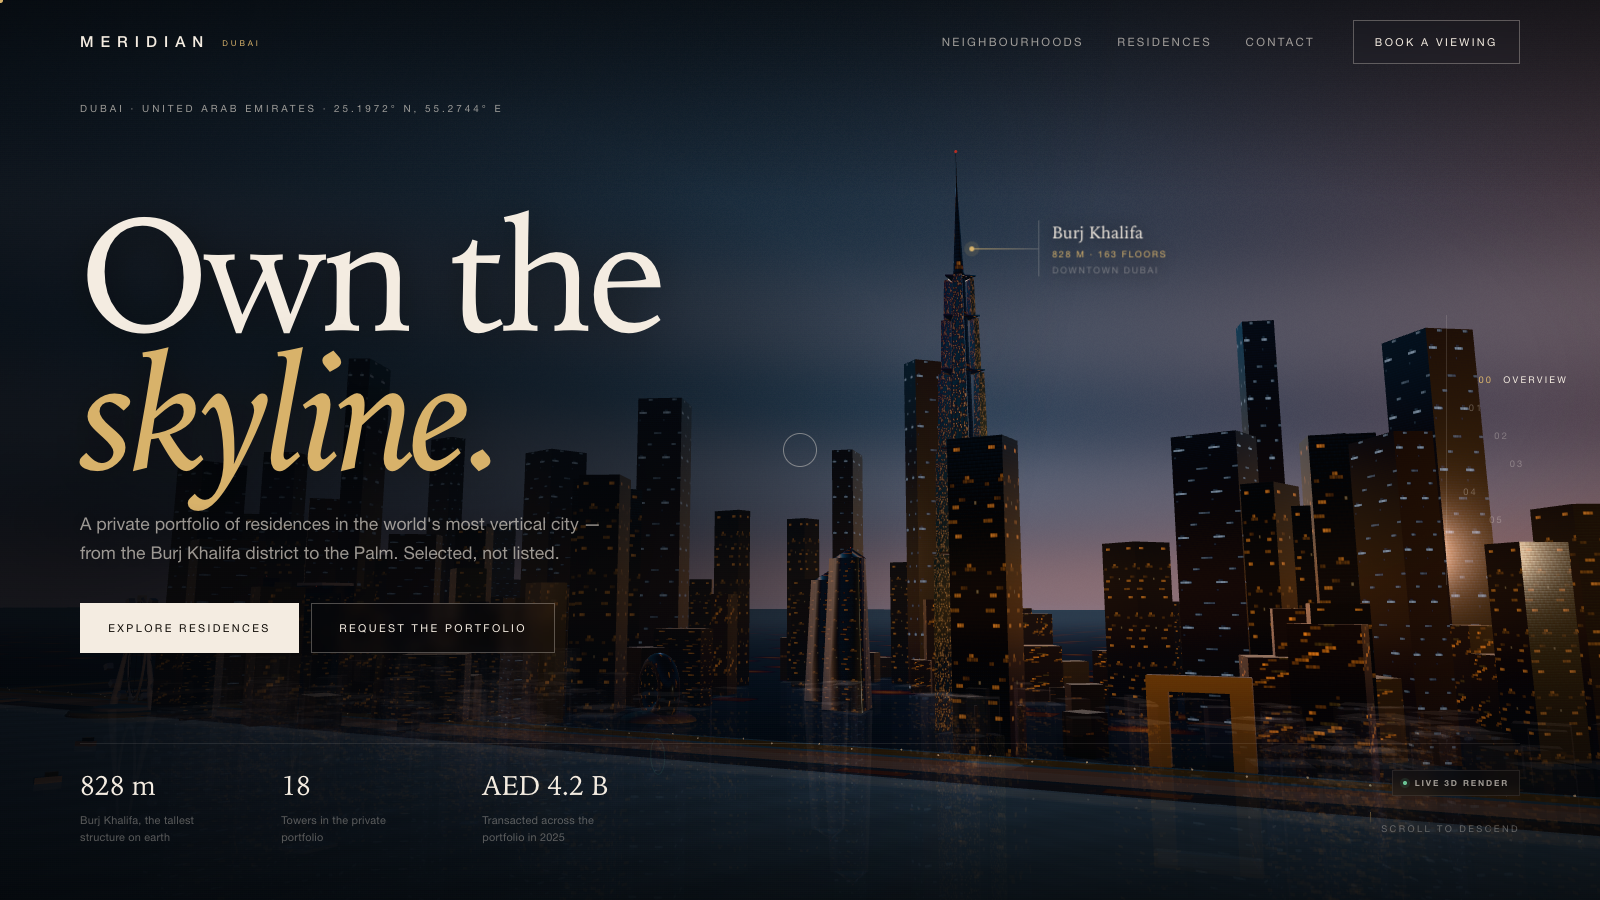 MERIDIAN DUBAI
NEIGHBOURHOODS RESIDENCES CONTACT BOOK A VIEWING
DUBAI · UNITED ARAB EMIRATES · 25.1972° N, 55.2744° E
Own the
skyline.
Burj Khalifa
828 M · 163 FLOORS
DOWNTOWN DUBAI
00 OVERVIEW
01
02
03
04
05
A private portfolio of residences in the world's most vertical city —
from the Burj Khalifa district to the Palm. Selected, not listed.
EXPLORE RESIDENCES
REQUEST THE PORTFOLIO
828 m
Burj Khalifa, the tallest
structure on earth
18
Towers in the private
portfolio
AED 4.2 B
Transacted across the
portfolio in 2025
LIVE 3D RENDER
SCROLL TO DESCEND